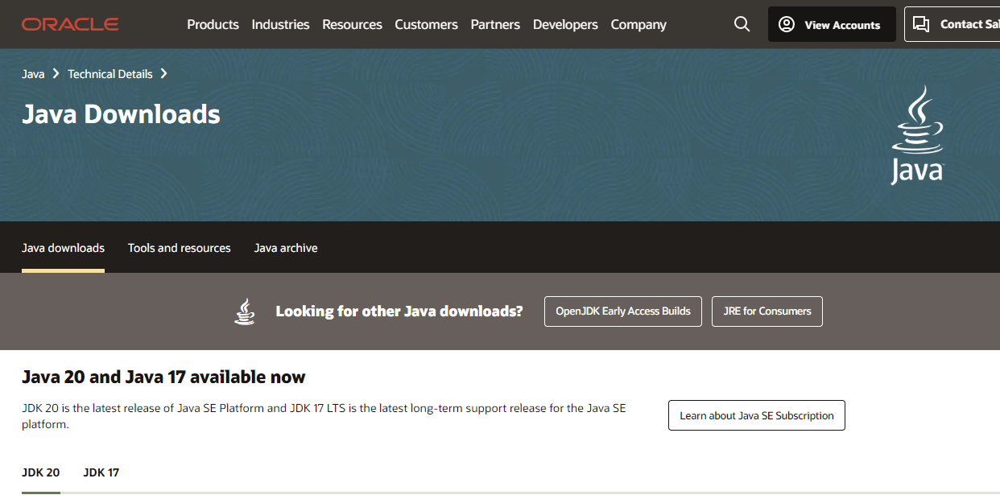 ORACLE
Products Industries Resources Customers Partners Developers Company
View Accounts
Contact Sal
Java Technical Details
Java Downloads
Java
Java downloads Tools and resources Java archive
Looking for other Java downloads? OpenJDK Early Access Builds JRE for Consumers
Java 20 and Java 17 available now
JDK 20 is the latest release of Java SE Platform and JDK 17 LTS is the latest long-term support release for the Java SE
platform.
Learn about Java SE Subscription
JDK 20 JDK 17